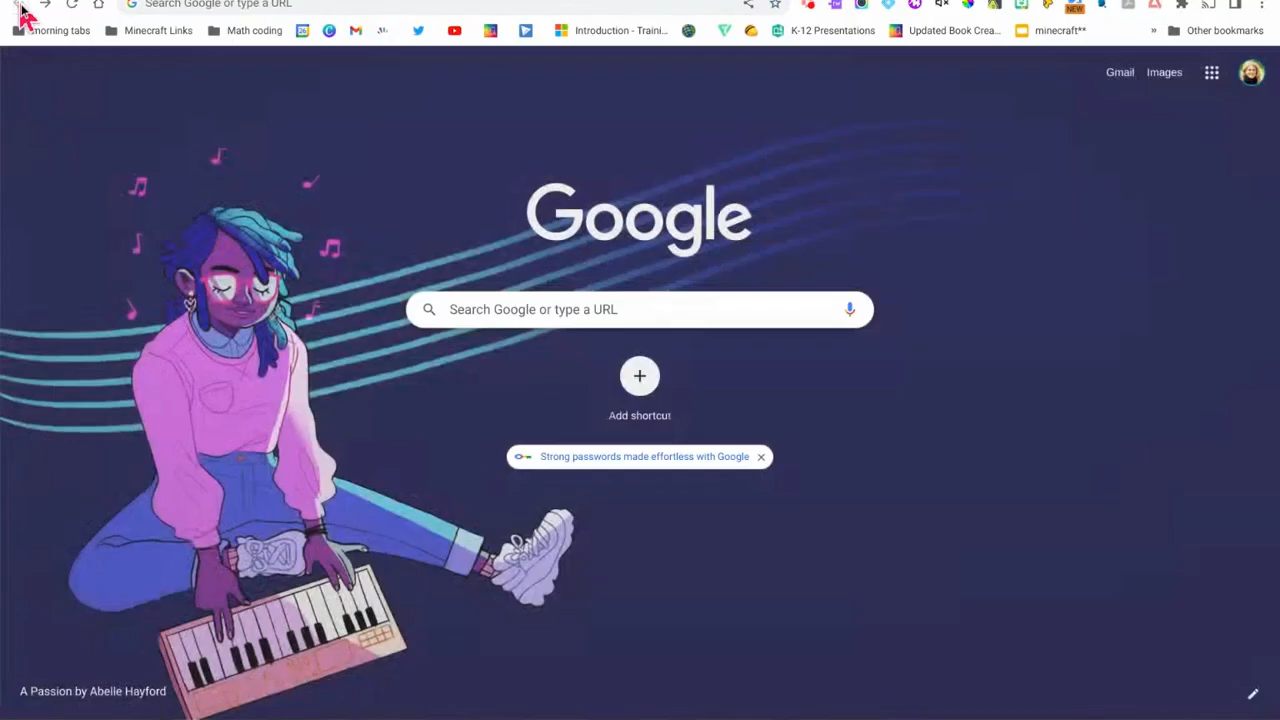 Search Google or type a URL
morning tabs Minecraft Links Math coding Introduction - Traini... K-12 Presentations Updated Book Crea... minecraft** » Other bookmarks
NEW
Gmail Images
Google
Search Google or type a URL
Add shortcut
Strong passwords made effortless with Google
A Passion by Abelle Hayford